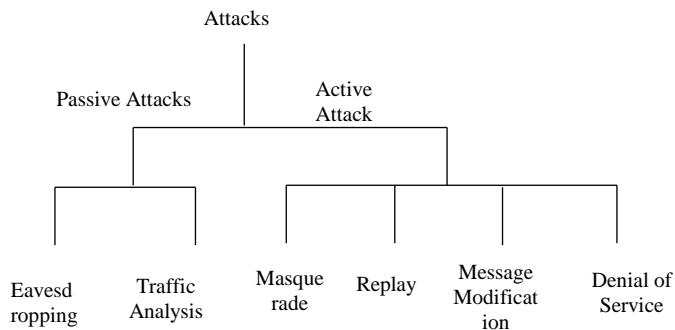 Attacks
Passive Attacks
Active
Attack
Eavesd
ropping
Traffic
Analysis
Masque
rade
Replay
Message
Modificat
ion
Denial of
Service